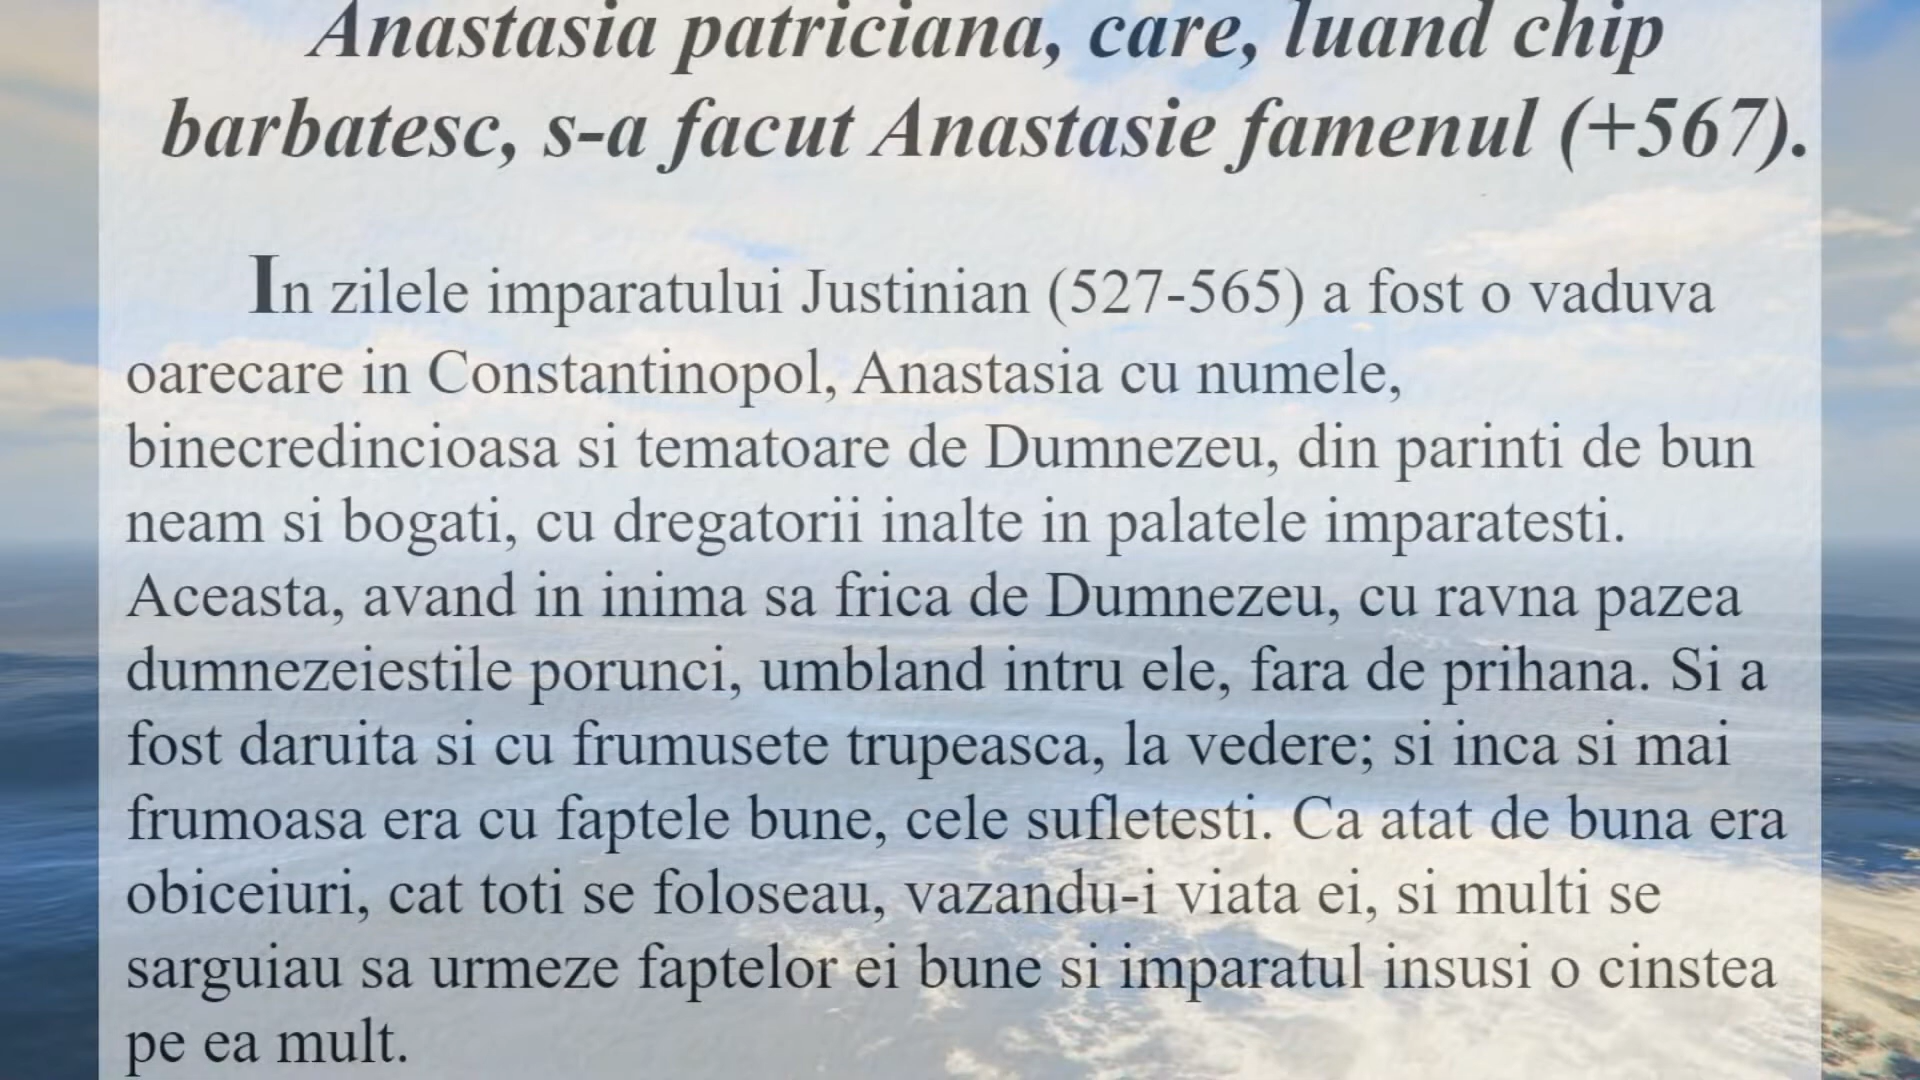 Anastasia patriciana, care, luand chip
barbatesc, s-a facut Anastasie famenul (+567).
In zilele imparatului Justinian (527-565) a fost o vaduva
oarecare in Constantinopol, Anastasia cu numele,
binecredincioasa si tematoare de Dumnezeu, din parinti de bun
neam si bogati, cu dregatorii inalte in palatele imparatesti.
Aceasta, avand in inima sa frica de Dumnezeu, cu ravna pazea
dumnezeiestile porunci, umbland intru ele, fara de prihana. Si a
fost daruita si cu frumusete trupeasca, la vedere; si inca si mai
frumoasa era cu faptele bune, cele sufletesti. Ca atat de buna era
obiceiuri, cat toti se foloseau, vazandu-i viata ei, si multi se
sarguiau sa urmeze faptelor ei bune si imparatul insusi o cinstea
pe ea mult.